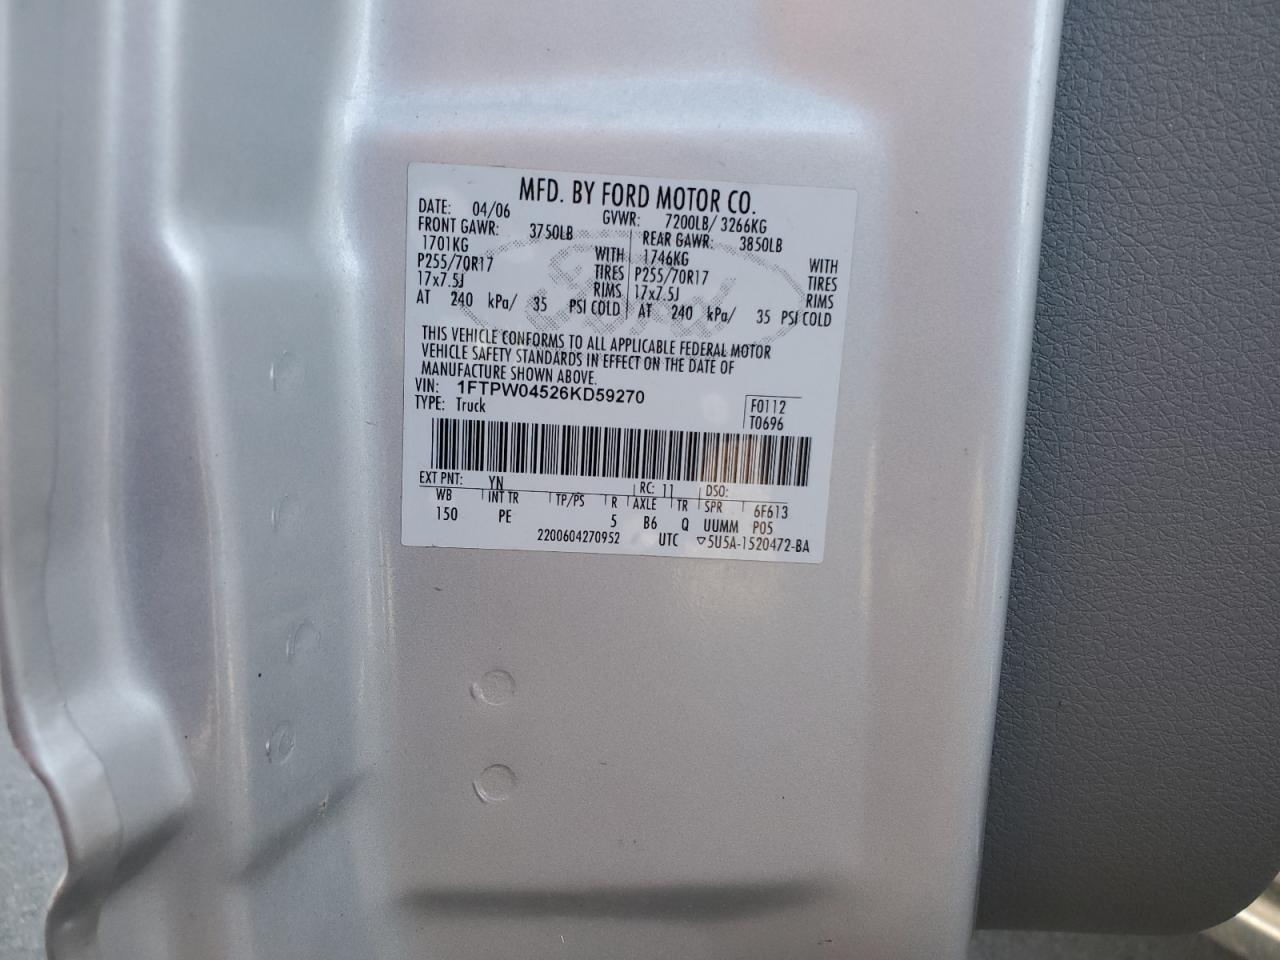 MFD. BY FORD MOTOR CO.
DATE: 04/06 GVWR: 7200LB/ 3266KG
FRONT GAWR: 3750LB REAR GAWR: 3850LB
1701KG WITH 1746KG WITH
P255/70R17 TIRES P255/70R17 TIRES
17x7.5J RIMS 17x7.5J RIMS
AT 240 kPa/ 35 PSI COLD AT 240 kPa/ 35 PSI COLD
Ford
THIS VEHICLE CONFORMS TO ALL APPLICABLE FEDERAL MOTOR
VEHICLE SAFETY STANDARDS IN EFFECT ON THE DATE OF
MANUFACTURE SHOWN ABOVE.
VIN: 1FTPW04526KD59270
TYPE: Truck
F0112
T0696
EXT PNT: YN RC: 11 DSO:
WB INT TR TP/PS R AXLE TR SPR 6F613
150 PE 5 B6 Q UUMM P05
2200604270952 UTC ▽5U5A-1520472-BA